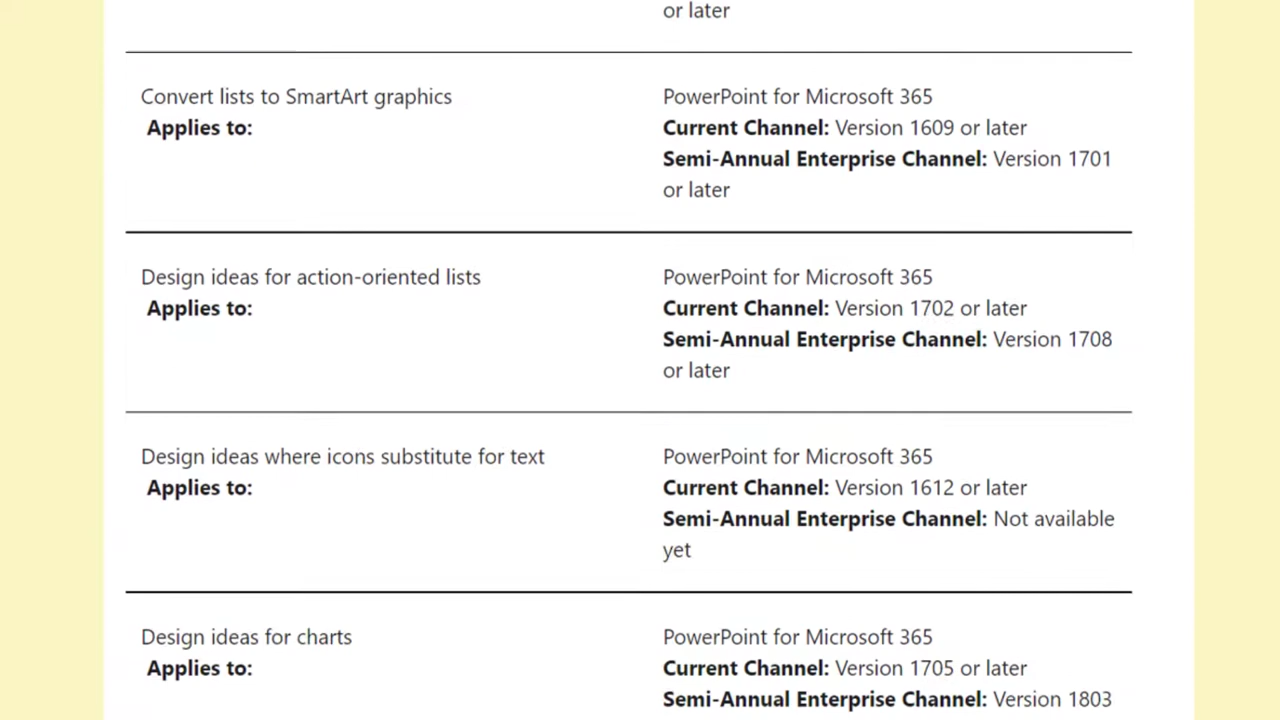 or later
Convert lists to SmartArt graphics
Applies to:
PowerPoint for Microsoft 365
Current Channel: Version 1609 or later
Semi-Annual Enterprise Channel: Version 1701
or later
Design ideas for action-oriented lists
Applies to:
PowerPoint for Microsoft 365
Current Channel: Version 1702 or later
Semi-Annual Enterprise Channel: Version 1708
or later
Design ideas where icons substitute for text
Applies to:
PowerPoint for Microsoft 365
Current Channel: Version 1612 or later
Semi-Annual Enterprise Channel: Not available
yet
Design ideas for charts
Applies to:
PowerPoint for Microsoft 365
Current Channel: Version 1705 or later
Semi-Annual Enterprise Channel: Version 1803